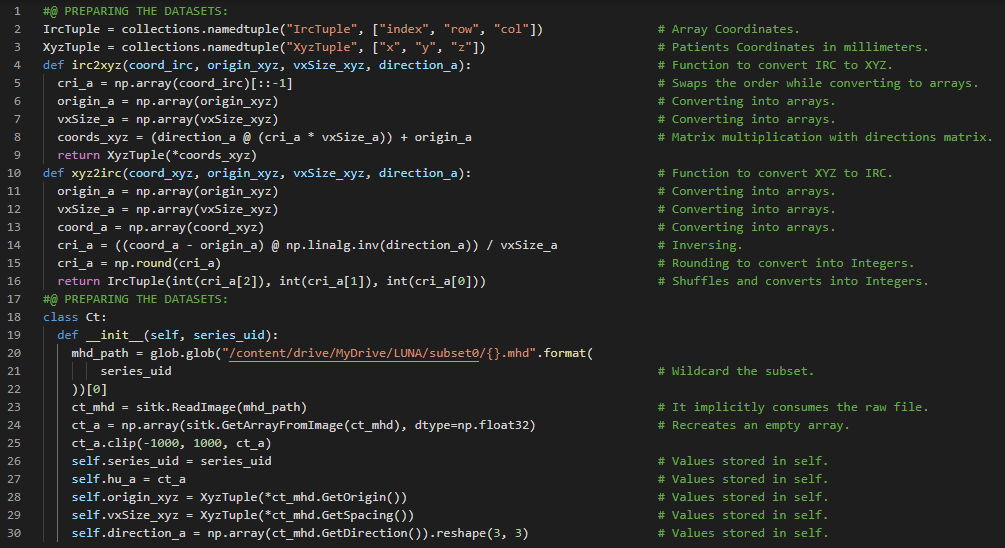 1 #@ PREPARING THE DATASETS:
2 IrcTuple = collections.namedtuple("IrcTuple", ["index", "row", "col"]) # Array Coordinates.
3 XyzTuple = collections.namedtuple("XyzTuple", ["x", "y", "z"]) # Patients Coordinates in millimeters.
4 def irc2xyz(coord_irc, origin_xyz, vxSize_xyz, direction_a): # Function to convert IRC to XYZ.
5   cri_a = np.array(coord_irc)[::-1] # Swaps the order while converting to arrays.
6   origin_a = np.array(origin_xyz) # Converting into arrays.
7   vxSize_a = np.array(vxSize_xyz) # Converting into arrays.
8   coords_xyz = (direction_a @ (cri_a * vxSize_a)) + origin_a # Matrix multiplication with directions matrix.
9   return XyzTuple(*coords_xyz)
10 def xyz2irc(coord_xyz, origin_xyz, vxSize_xyz, direction_a): # Function to convert XYZ to IRC.
11   origin_a = np.array(origin_xyz) # Converting into arrays.
12   vxSize_a = np.array(vxSize_xyz) # Converting into arrays.
13   coord_a = np.array(coord_xyz) # Converting into arrays.
14   cri_a = ((coord_a - origin_a) @ np.linalg.inv(direction_a)) / vxSize_a # Inversing.
15   cri_a = np.round(cri_a) # Rounding to convert into Integers.
16   return IrcTuple(int(cri_a[2]), int(cri_a[1]), int(cri_a[0])) # Shuffles and converts into Integers.
17 #@ PREPARING THE DATASETS:
18 class Ct:
19   def __init__(self, series_uid):
20     mhd_path = glob.glob("/content/drive/MyDrive/LUNA/subset0/{}.mhd".format(
21         series_uid # Wildcard the subset.
22     ))[0]
23     ct_mhd = sitk.ReadImage(mhd_path) # It implicitly consumes the raw file.
24     ct_a = np.array(sitk.GetArrayFromImage(ct_mhd), dtype=np.float32) # Recreates an empty array.
25     ct_a.clip(-1000, 1000, ct_a)
26     self.series_uid = series_uid # Values stored in self.
27     self.hu_a = ct_a # Values stored in self.
28     self.origin_xyz = XyzTuple(*ct_mhd.GetOrigin()) # Values stored in self.
29     self.vxSize_xyz = XyzTuple(*ct_mhd.GetSpacing()) # Values stored in self.
30     self.direction_a = np.array(ct_mhd.GetDirection()).reshape(3, 3) # Values stored in self.